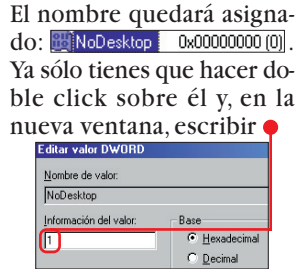 El nombre quedará asigna-
do: NoDesktop 0x00000000 (0).
Ya sólo tienes que hacer do-
ble click sobre él y, en la
nueva ventana, escribir
Editar valor DWORD
Nombre de valor:
NoDesktop
Información del valor:
Base
1
Hexadecimal
Decimal